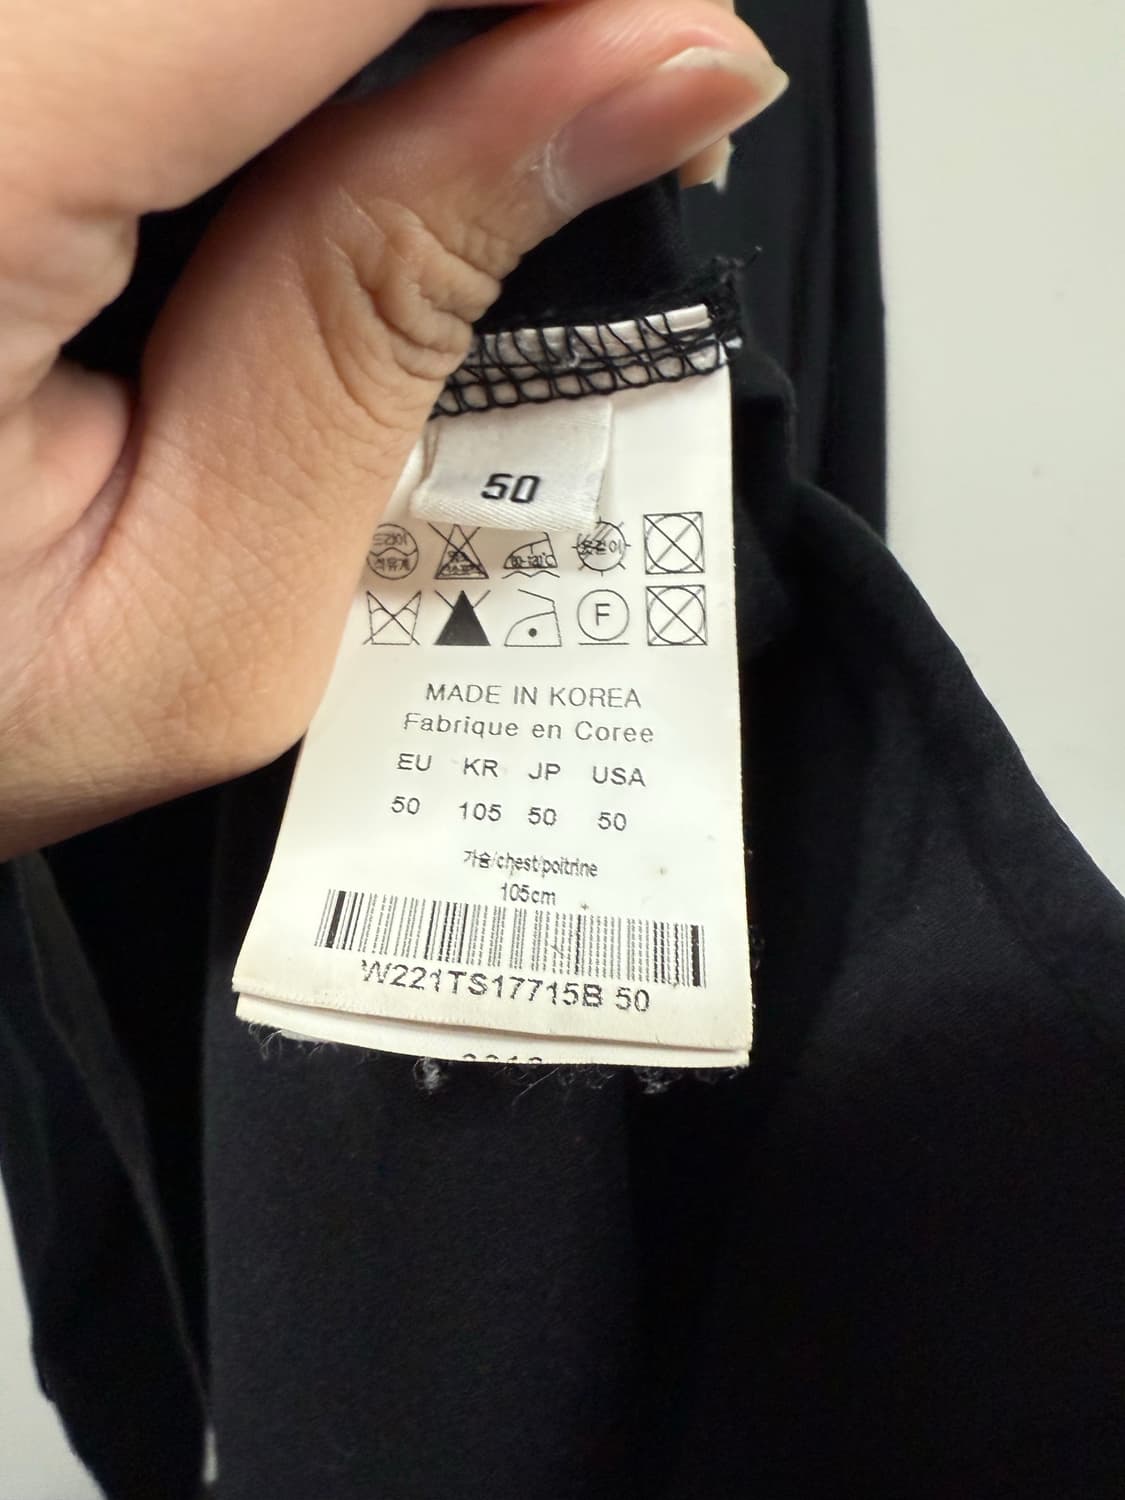 50
F
MADE IN KOREA
Fabrique en Coree
EU KR JP USA
50 105 50 50
가슴/chest/poitrine
105cm
W221TS17715B 50